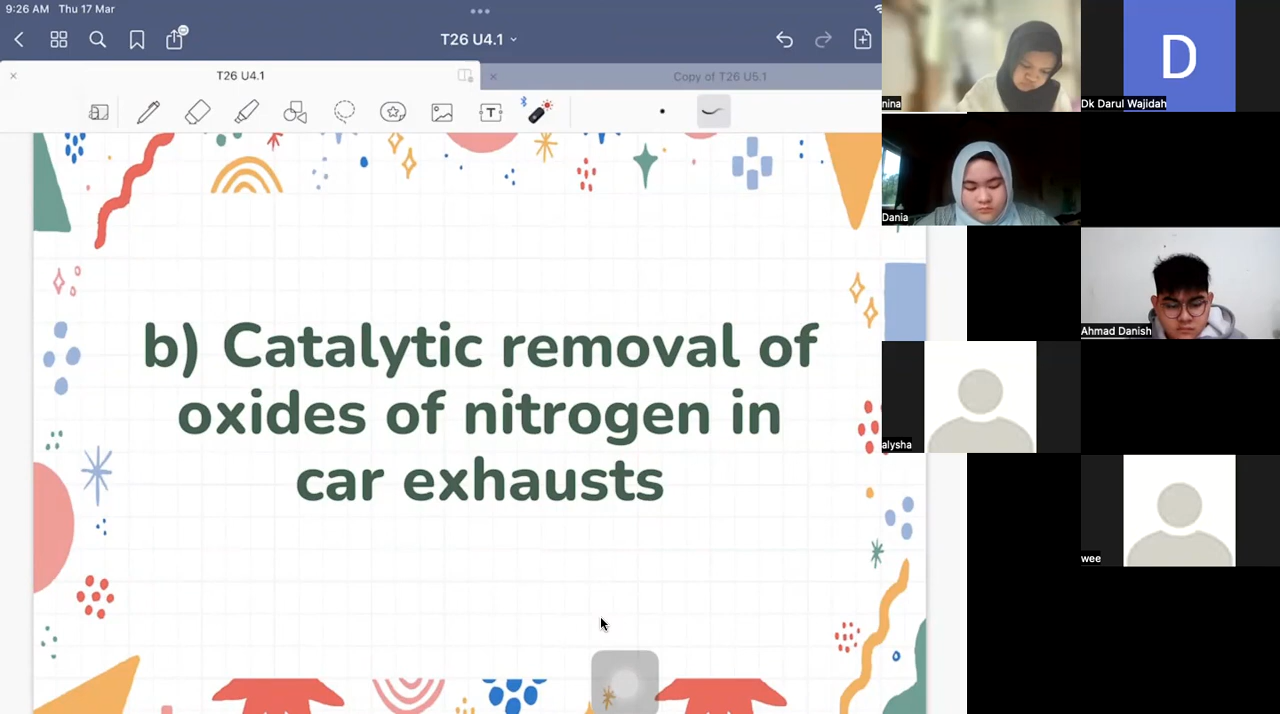 9:26 AM Thu 17 Mar
T26 U4.1
T26 U4.1
Copy of T26 U5.1
T
b) Catalytic removal of
oxides of nitrogen in
car exhausts
nina
D
Dk Darul Wajidah
Dania
Ahmad Danish
alysha
wee